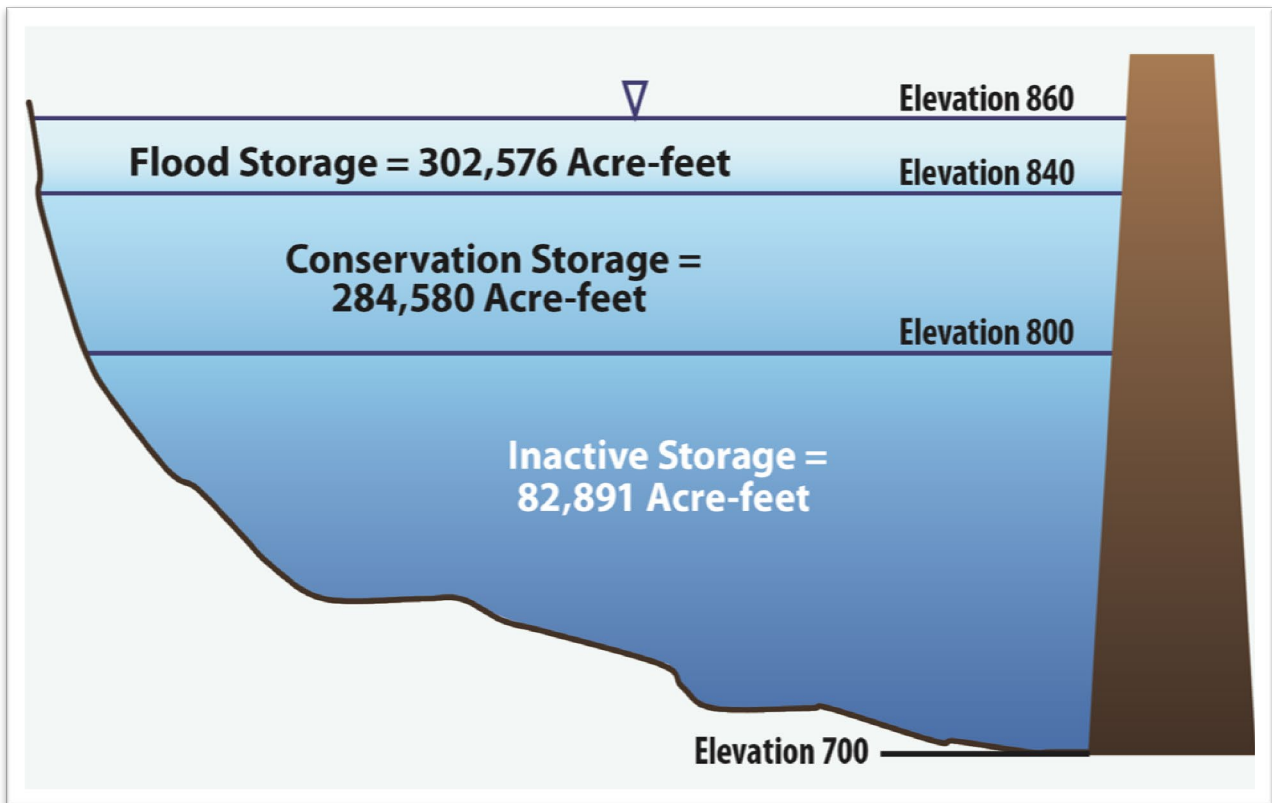 Elevation 860
Flood Storage = 302,576 Acre-feet
Elevation 840
Conservation Storage =
284,580 Acre-feet
Elevation 800
Inactive Storage =
82,891 Acre-feet
Elevation 700